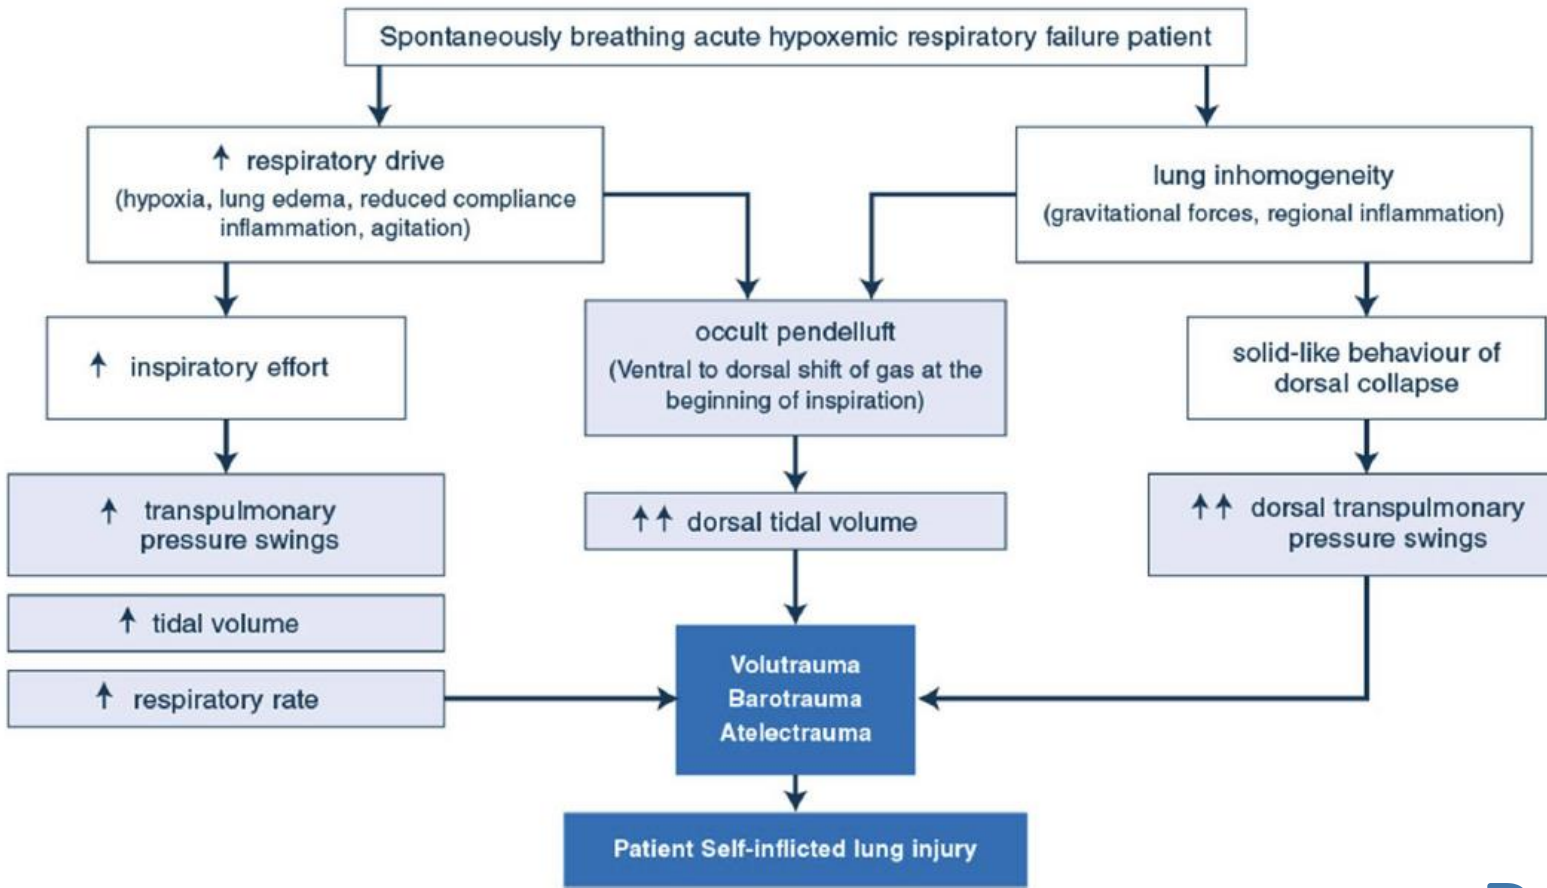 Spontaneously breathing acute hypoxemic respiratory failure patient
↑ respiratory drive
(hypoxia, lung edema, reduced compliance
inflammation, agitation)
lung inhomogeneity
(gravitational forces, regional inflammation)
↑ inspiratory effort
occult pendelluft
(Ventral to dorsal shift of gas at the
beginning of inspiration)
solid-like behaviour of
dorsal collapse
↑ transpulmonary
pressure swings
↑↑ dorsal tidal volume
↑↑ dorsal transpulmonary
pressure swings
↑ tidal volume
↑ respiratory rate
Volutrauma
Barotrauma
Atelectrauma
Patient Self-inflicted lung injury